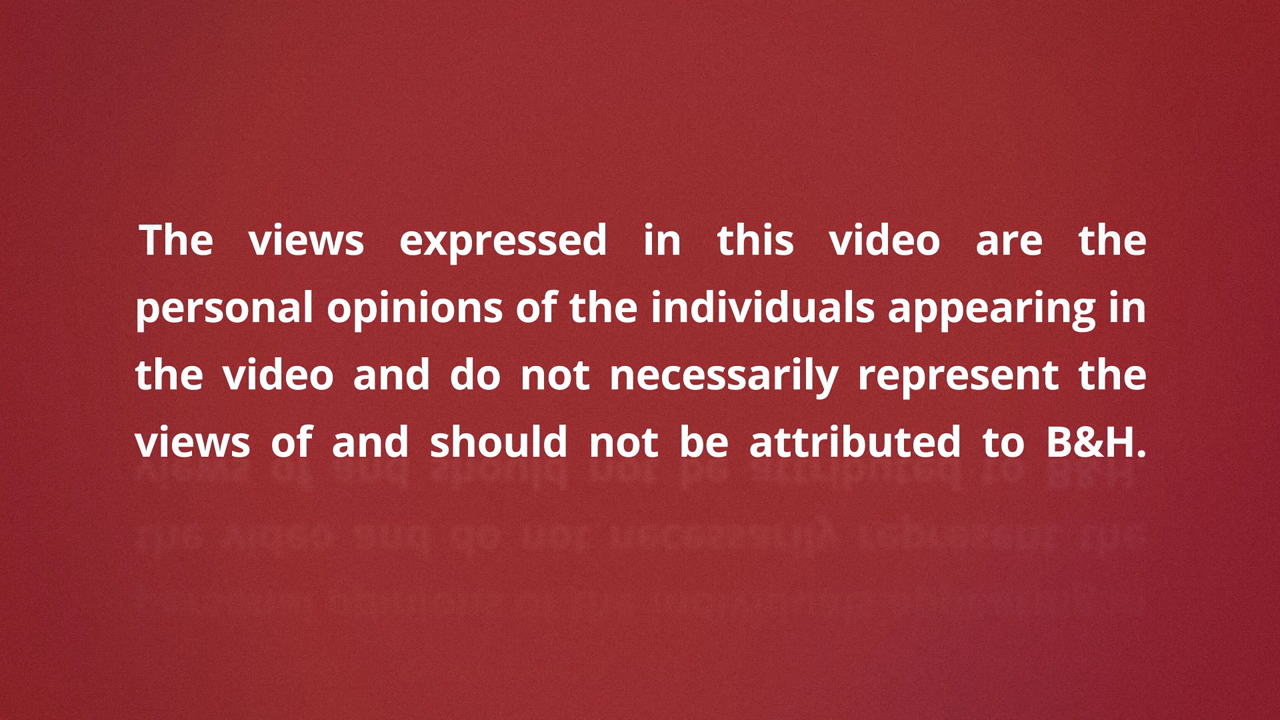 The views expressed in this video are the
personal opinions of the individuals appearing in
the video and do not necessarily represent the
views of and should not be attributed to B&H.